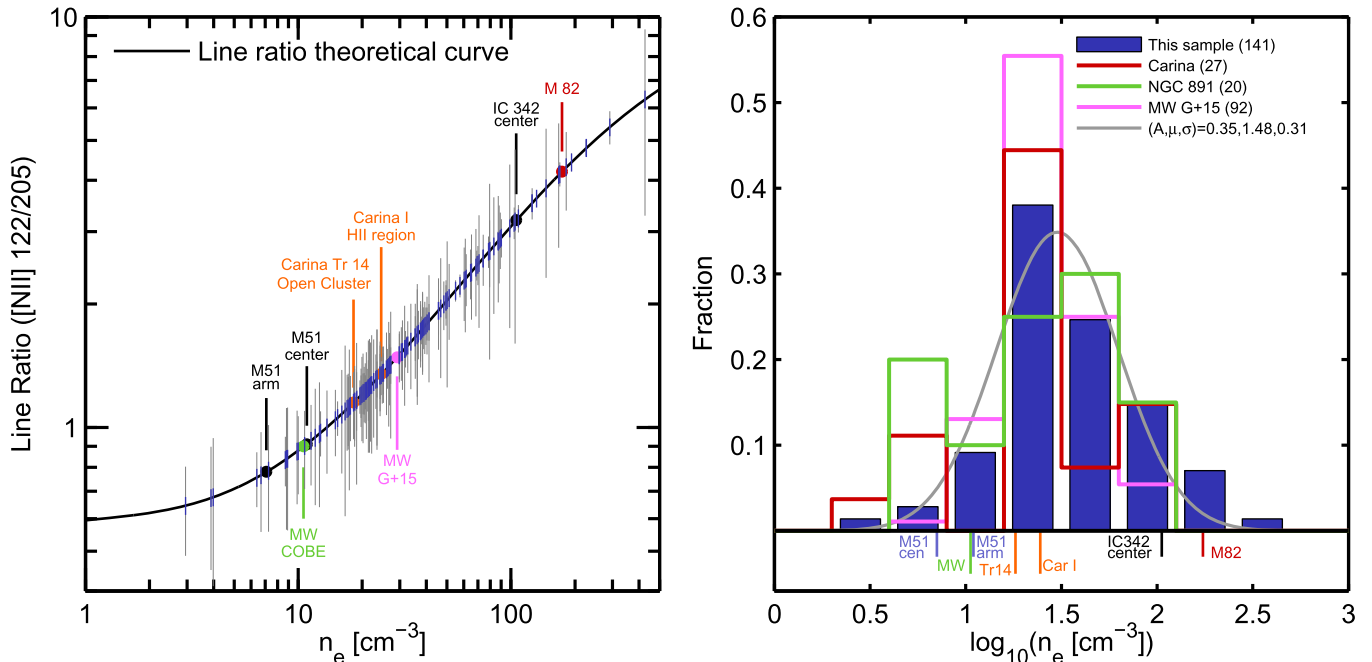 10
1
Line Ratio ([NII] 122/205)
Line ratio theoretical curve
M 82
IC 342
center
Carina I
HII region
Carina Tr 14
Open Cluster
M51
center
M51
arm
MW
G+15
MW
COBE
1
10
100
n_e [cm^−3]
0.6
0.5
0.4
0.3
0.2
0.1
Fraction
This sample (141)
Carina (27)
NGC 891 (20)
MW G+15 (92)
(A,μ,σ)=0.35,1.48,0.31
M51
cen
M51
arm
MW
Tr14
Car I
IC342
center
M82
0
0.5
1
1.5
2
2.5
3
log_10(n_e [cm^−3])